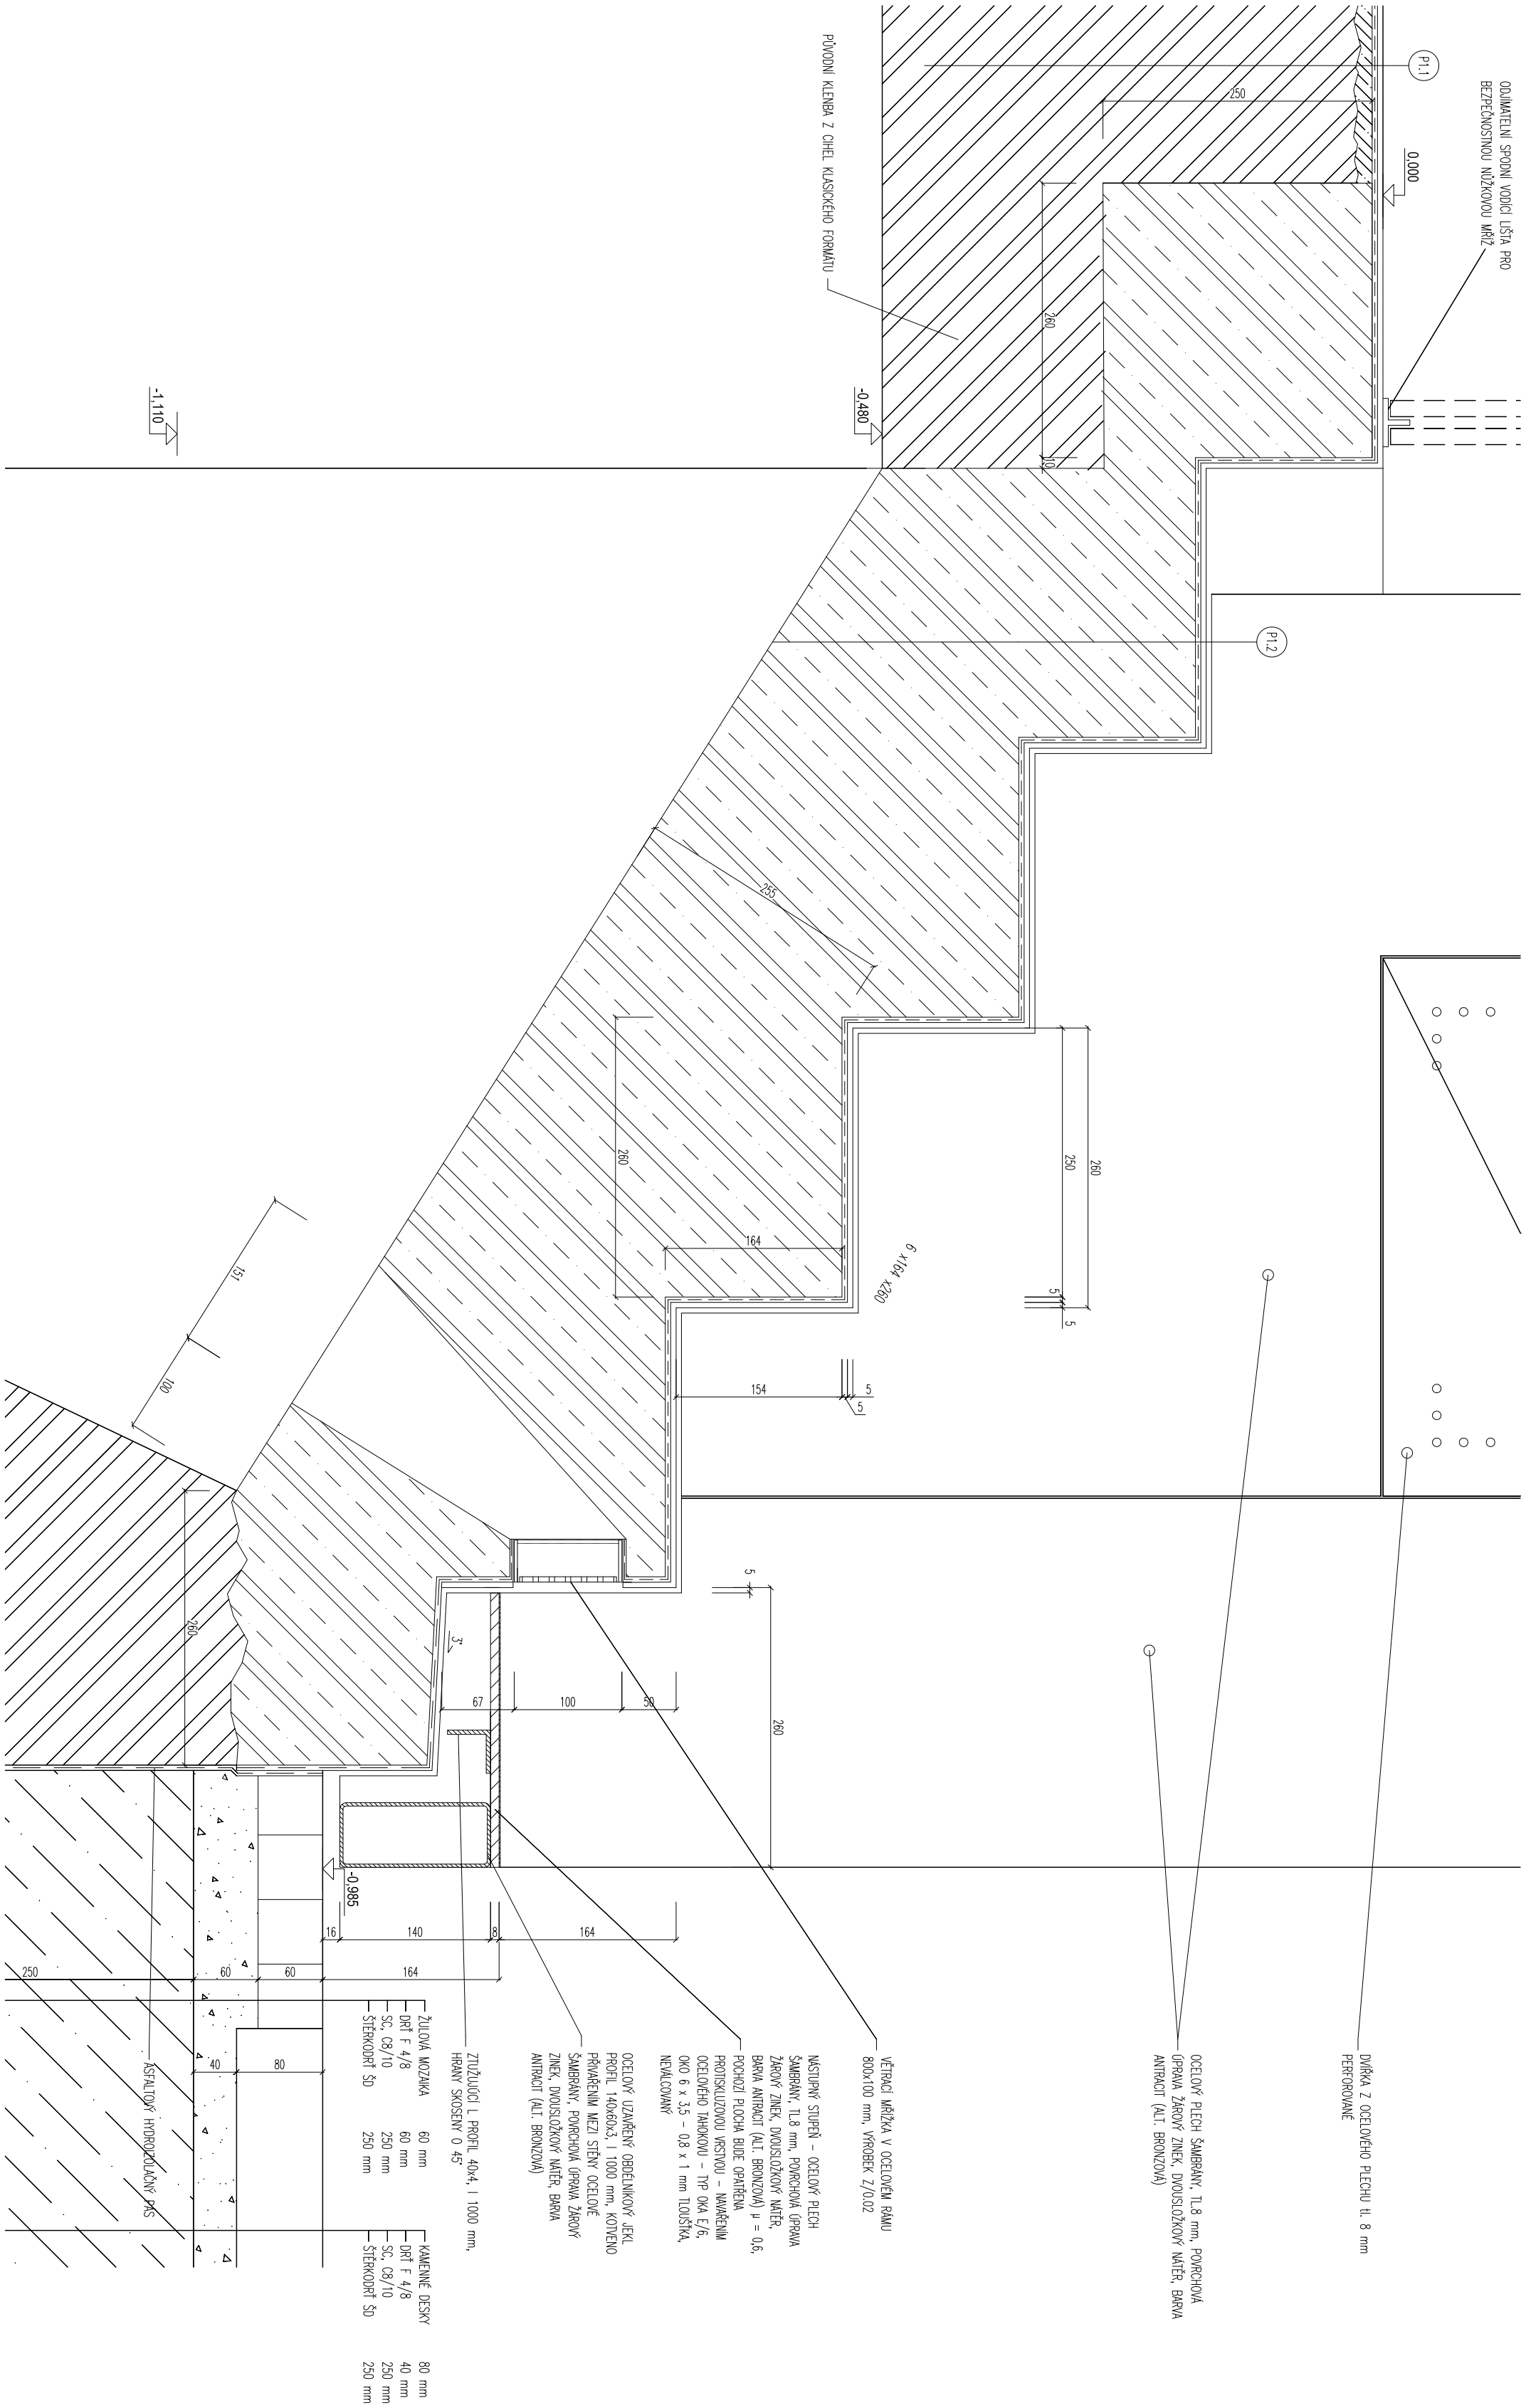 ODJÍMATELNÍ SPODNÍ VODÍCÍ LIŠTA PRO
BEZPEČNOSTNOU NŮŽKOVOU MŘÍŽ
P1.1
0,000
250
260
10
PŮVODNÍ KLENBA Z CIHEL KLASICKÉHO FORMÁTU
-0,480
-1,110
P1.2
255
260
250
260
164
6 x164 x260
5
5
154
5
5
151
100
260
5
260
3°
67
100
50
-0,985
16
140
8
164
250
60
60
164
40
80
DVÍŘKA Z OCELOVÉHO PLECHU tl. 8 mm
PERFOROVANÉ
OCELOVÝ PLECH ŠAMBRÁNY, TL.8 mm, POVRCHOVÁ
ÚPRAVA ŽÁROVÝ ZINEK, DVOUSLOŽKOVÝ NÁTĚR, BARVA
ANTRACIT (ALT. BRONZOVÁ)
VĚTRACÍ MŘÍŽKA V OCELOVÉM RÁMU
800x100 mm, VÝROBEK Z/0.02
NÁSTUPNÝ STUPEŇ - OCELOVÝ PLECH
ŠAMBRÁNY, TL.8 mm, POVRCHOVÁ ÚPRAVA
ŽÁROVÝ ZINEK, DVOUSLOŽKOVÝ NÁTĚR,
BARVA ANTRACIT (ALT. BRONZOVÁ) μ = 0,6,
POCHOZÍ PLOCHA BUDE OPATŘENA
PROTISKLUZOVOU VRSTVOU - NAVAŘENÍM
OCELOVÉHO TAHOKOVU - TYP OKA E/6,
OKO 6 x 3,5 - 0,8 x 1 mm TLOUŠŤKA,
NEVÁLCOVANÝ
OCELOVÝ UZAVŘENÝ OBDÉLNÍKOVÝ JEKL
PROFIL 140x60x3, l 1000 mm, KOTVENO
PŘIVAŘENÍM MEZI STĚNY OCELOVÉ
ŠAMBRÁNY, POVRCHOVÁ ÚPRAVA ŽÁROVÝ
ZINEK, DVOUSLOŽKOVÝ NÁTĚR, BARVA
ANTRACIT (ALT. BRONZOVÁ)
ZTUŽUJÚCÍ L PROFIL 40x4, l 1000 mm,
HRANY SKOSENY O 45°
ŽULOVÁ MOZAIKA 60 mm
DRŤ F 4/8 60 mm
SC, C8/10 250 mm
ŠTĚRKODRŤ ŠD 250 mm
KAMENNÉ DESKY 80 mm
DRŤ F 4/8 40 mm
SC, C8/10 250 mm
ŠTĚRKODRŤ ŠD 250 mm
ASFALTOVÝ HYDROIZOLAČNÝ PÁS